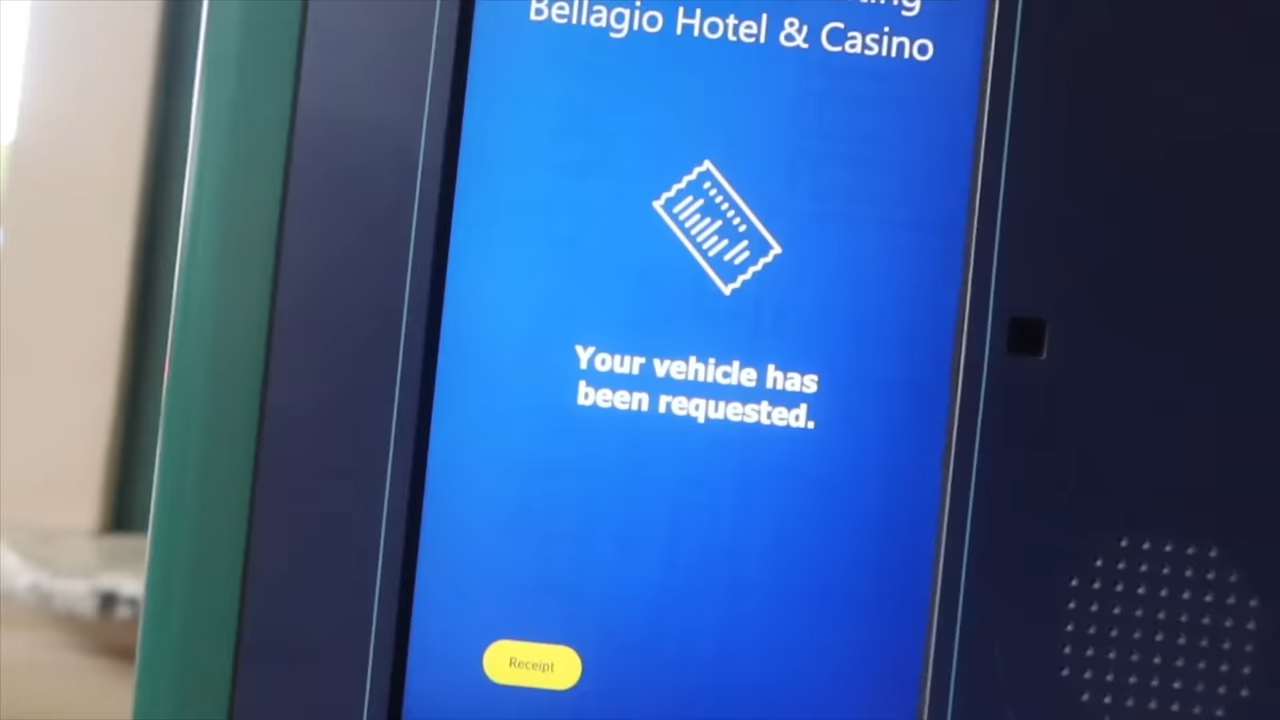 Bellagio Hotel & Casino
Your vehicle has
been requested.
Receipt